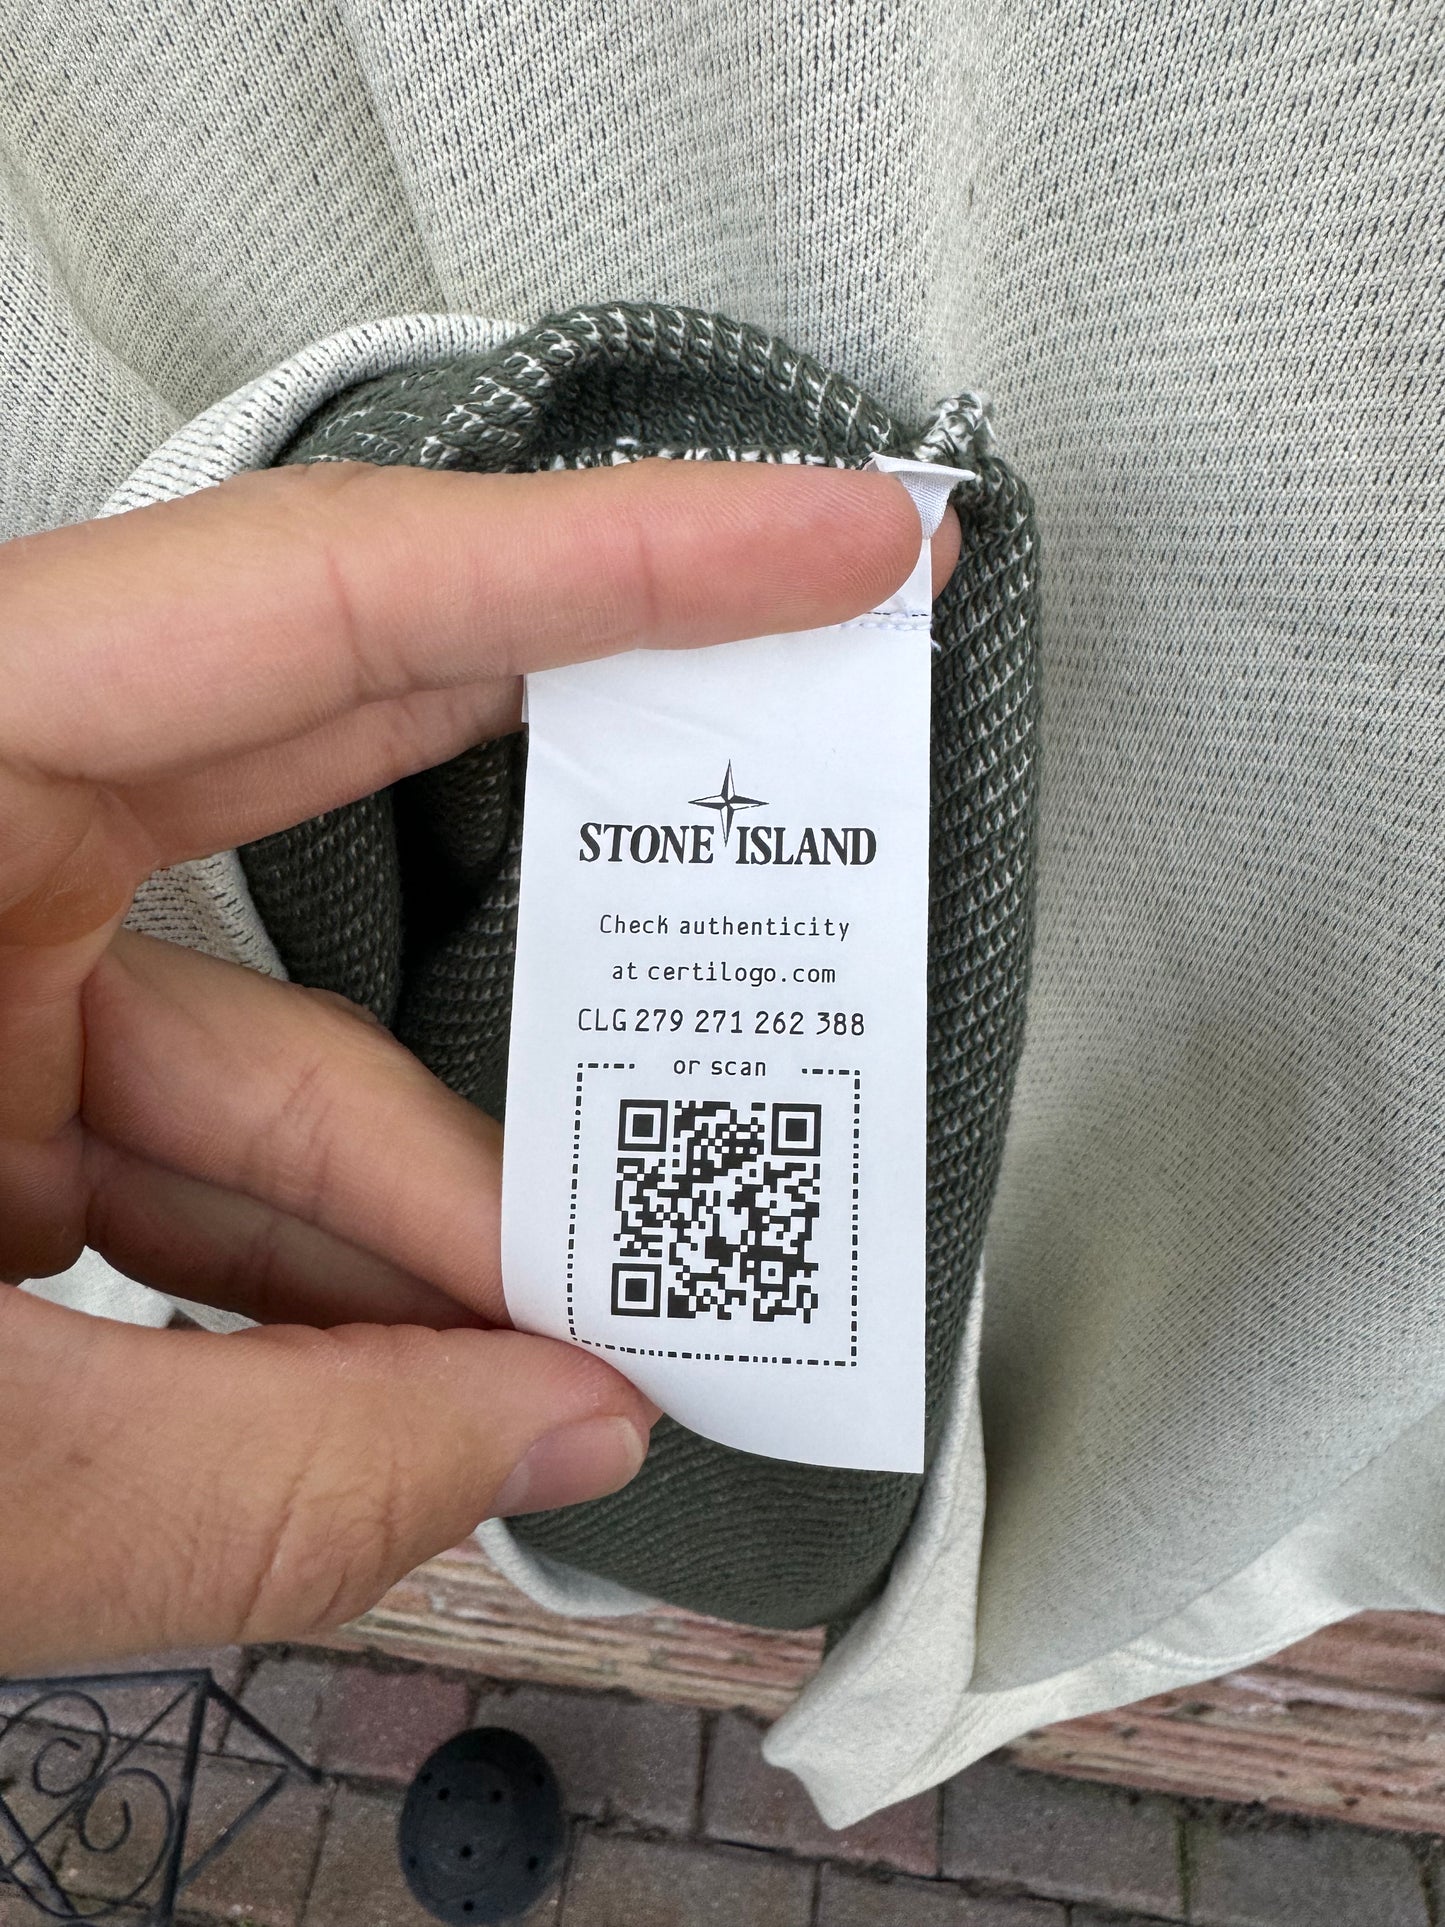 STONE ISLAND
Check authenticity
at certilogo.com
CLG 279 271 262 388
or scan